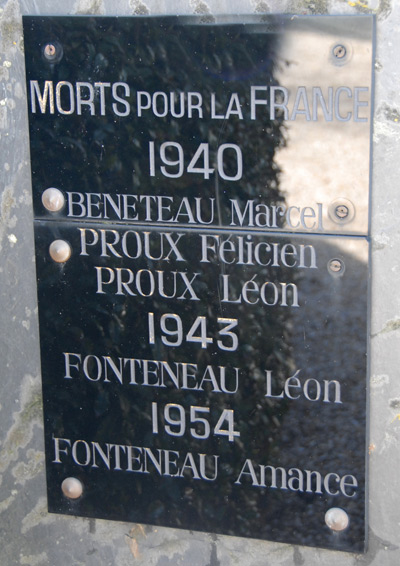 MORTS POUR LA FRANCE
1940
BENETEAU Marcel
PROUX Félicien
PROUX Léon
1943
FONTENEAU Léon
1954
FONTENEAU Amance